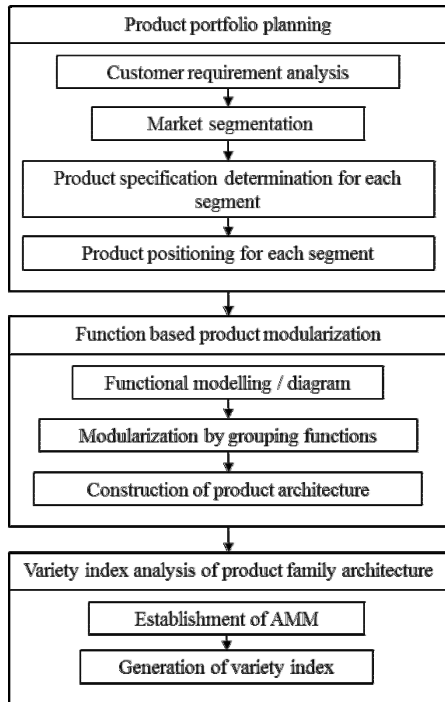 Product portfolio planning
Customer requirement analysis
Market segmentation
Product specification determination for each
segment
Product positioning for each segment
Function based product modularization
Functional modelling / diagram
Modularization by grouping functions
Construction of product architecture
Variety index analysis of product family architecture
Establishment of AMM
Generation of variety index